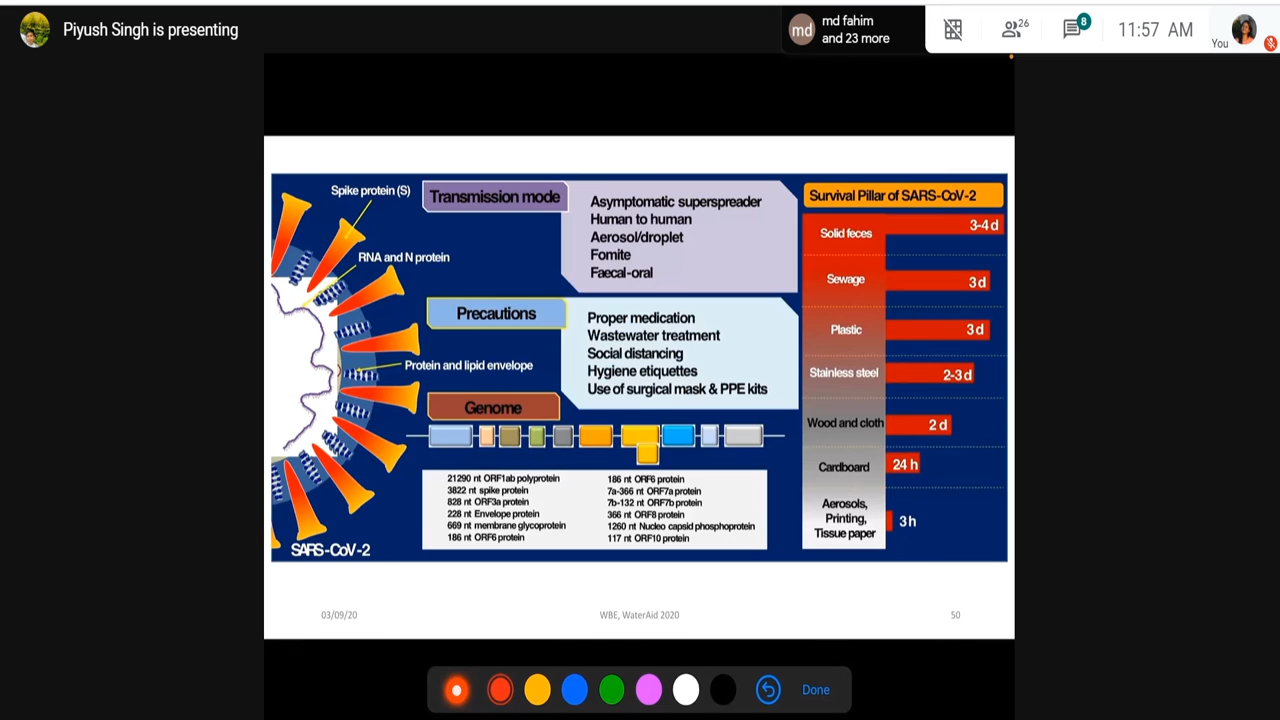 Piyush Singh is presenting
md
md fahim
and 23 more
26
8
11:57 AM
You
Spike protein (S)
RNA and N protein
Protein and lipid envelope
SARS-CoV-2
Transmission mode
Asymptomatic superspreader
Human to human
Aerosol/droplet
Fomite
Faecal-oral
Precautions
Proper medication
Wastewater treatment
Social distancing
Hygiene etiquettes
Use of surgical mask & PPE kits
Genome
21290 nt ORF1ab polyprotein
3822 nt spike protein
828 nt ORF3a protein
228 nt Envelope protein
669 nt membrane glycoprotein
186 nt ORF6 protein
186 nt ORF6 protein
7a-366 nt ORF7a protein
7b-132 nt ORF7b protein
366 nt ORF8 protein
1260 nt Nucleo capsid phosphoprotein
117 nt ORF10 protein
Survival Pillar of SARS-CoV-2
Solid feces 3-4 d
Sewage 3 d
Plastic 3 d
Stainless steel 2-3 d
Wood and cloth 2 d
Cardboard 24 h
Aerosols,
Printing, 3 h
Tissue paper
03/09/20
WBE, WaterAid 2020
50
Done